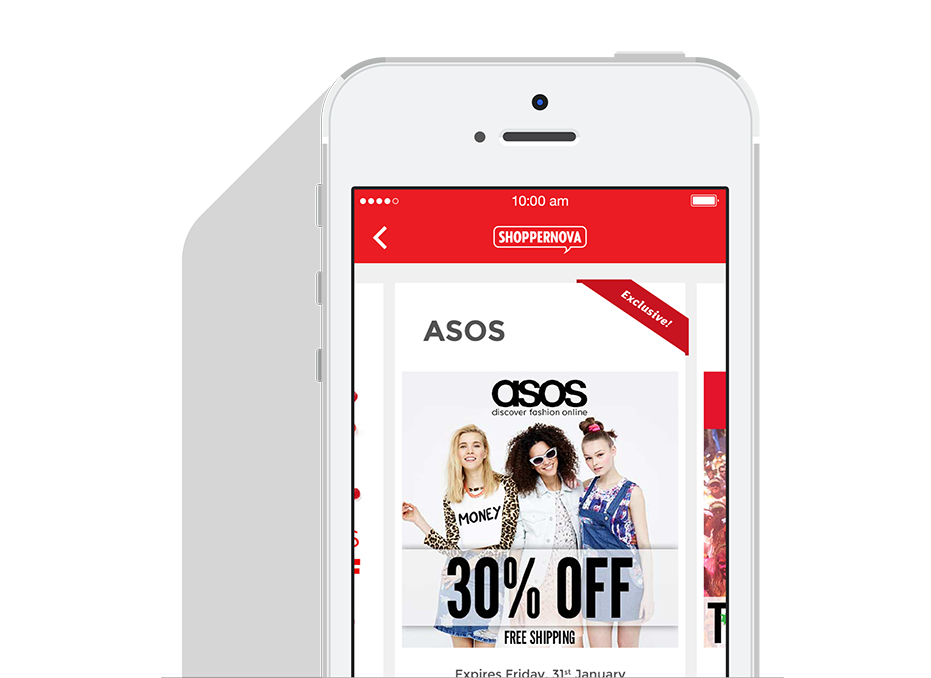 10:00 am
SHOPPERNOVA
Exclusive!
ASOS
asos
discover fashion online
MONEY
30% OFF
FREE SHIPPING
Expires Friday, 31st January